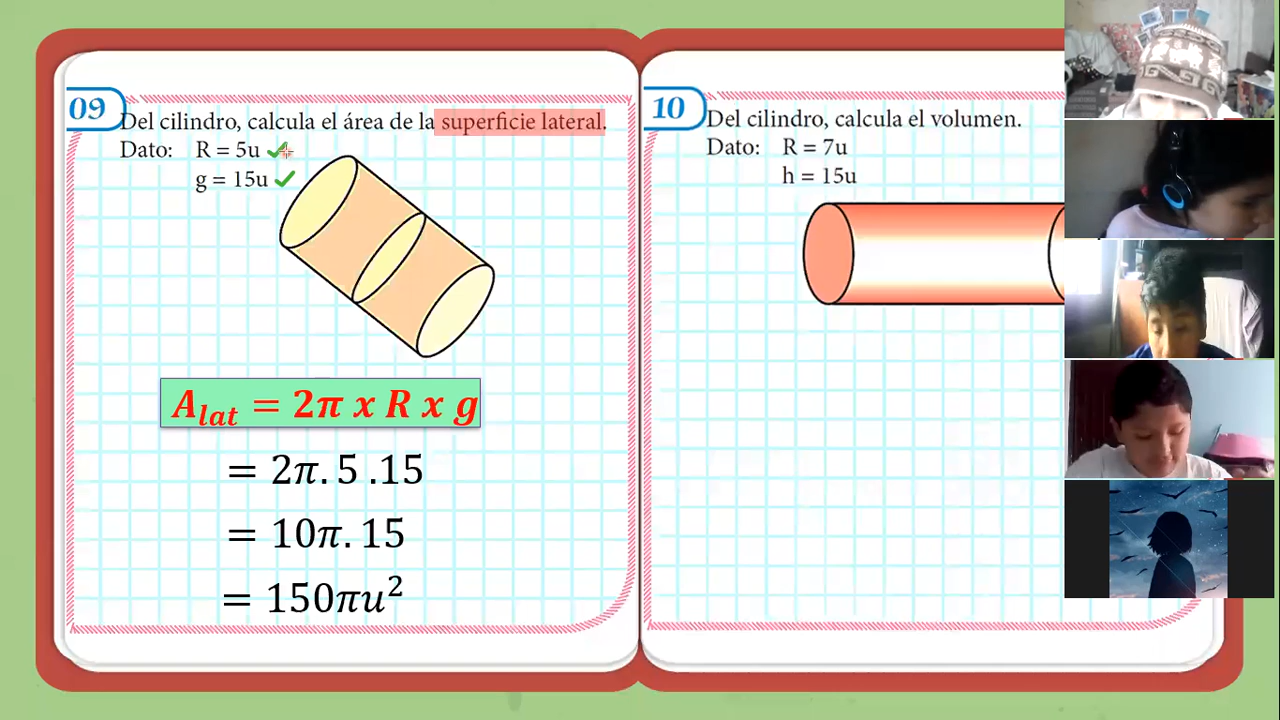 09
Del cilindro, calcula el área de la superficie lateral.
Dato: R = 5u
g = 15u
A_lat = 2π x R x g
= 2π. 5 .15
= 10π. 15
= 150πu²
10
Del cilindro, calcula el volumen.
Dato: R = 7u
h = 15u